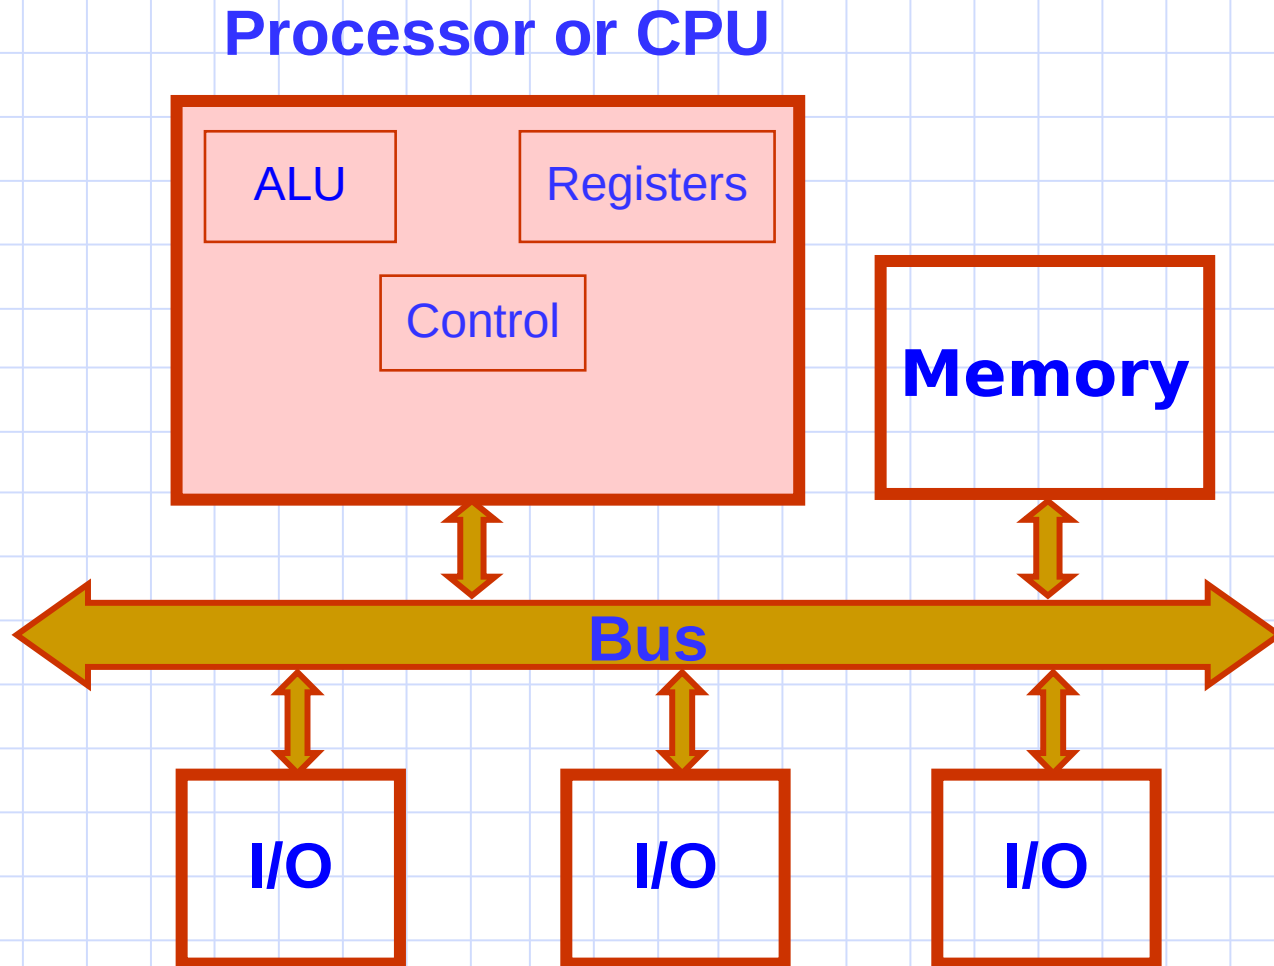 Processor or CPU
ALU
Registers
Control
Memory
Bus
I/O
I/O
I/O